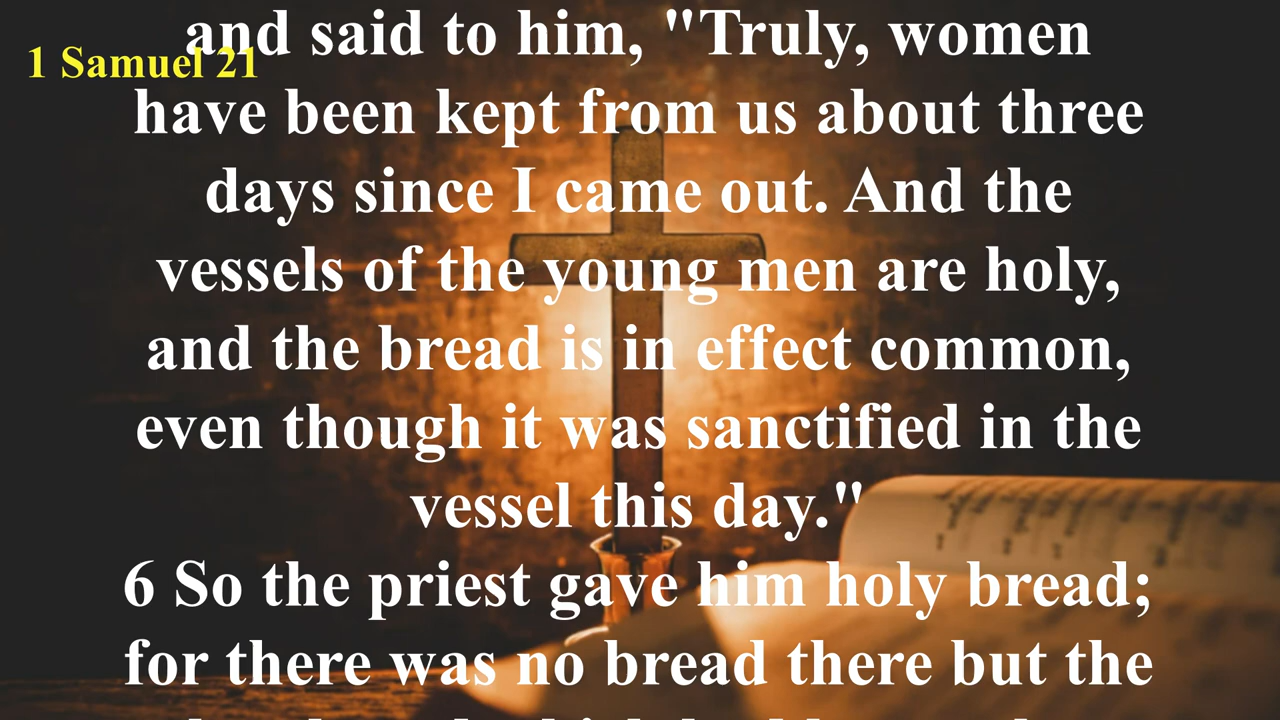 and said to him, "Truly, women
1 Samuel 21
have been kept from us about three
days since I came out. And the
vessels of the young men are holy,
and the bread is in effect common,
even though it was sanctified in the
vessel this day."
6 So the priest gave him holy bread;
for there was no bread there but the